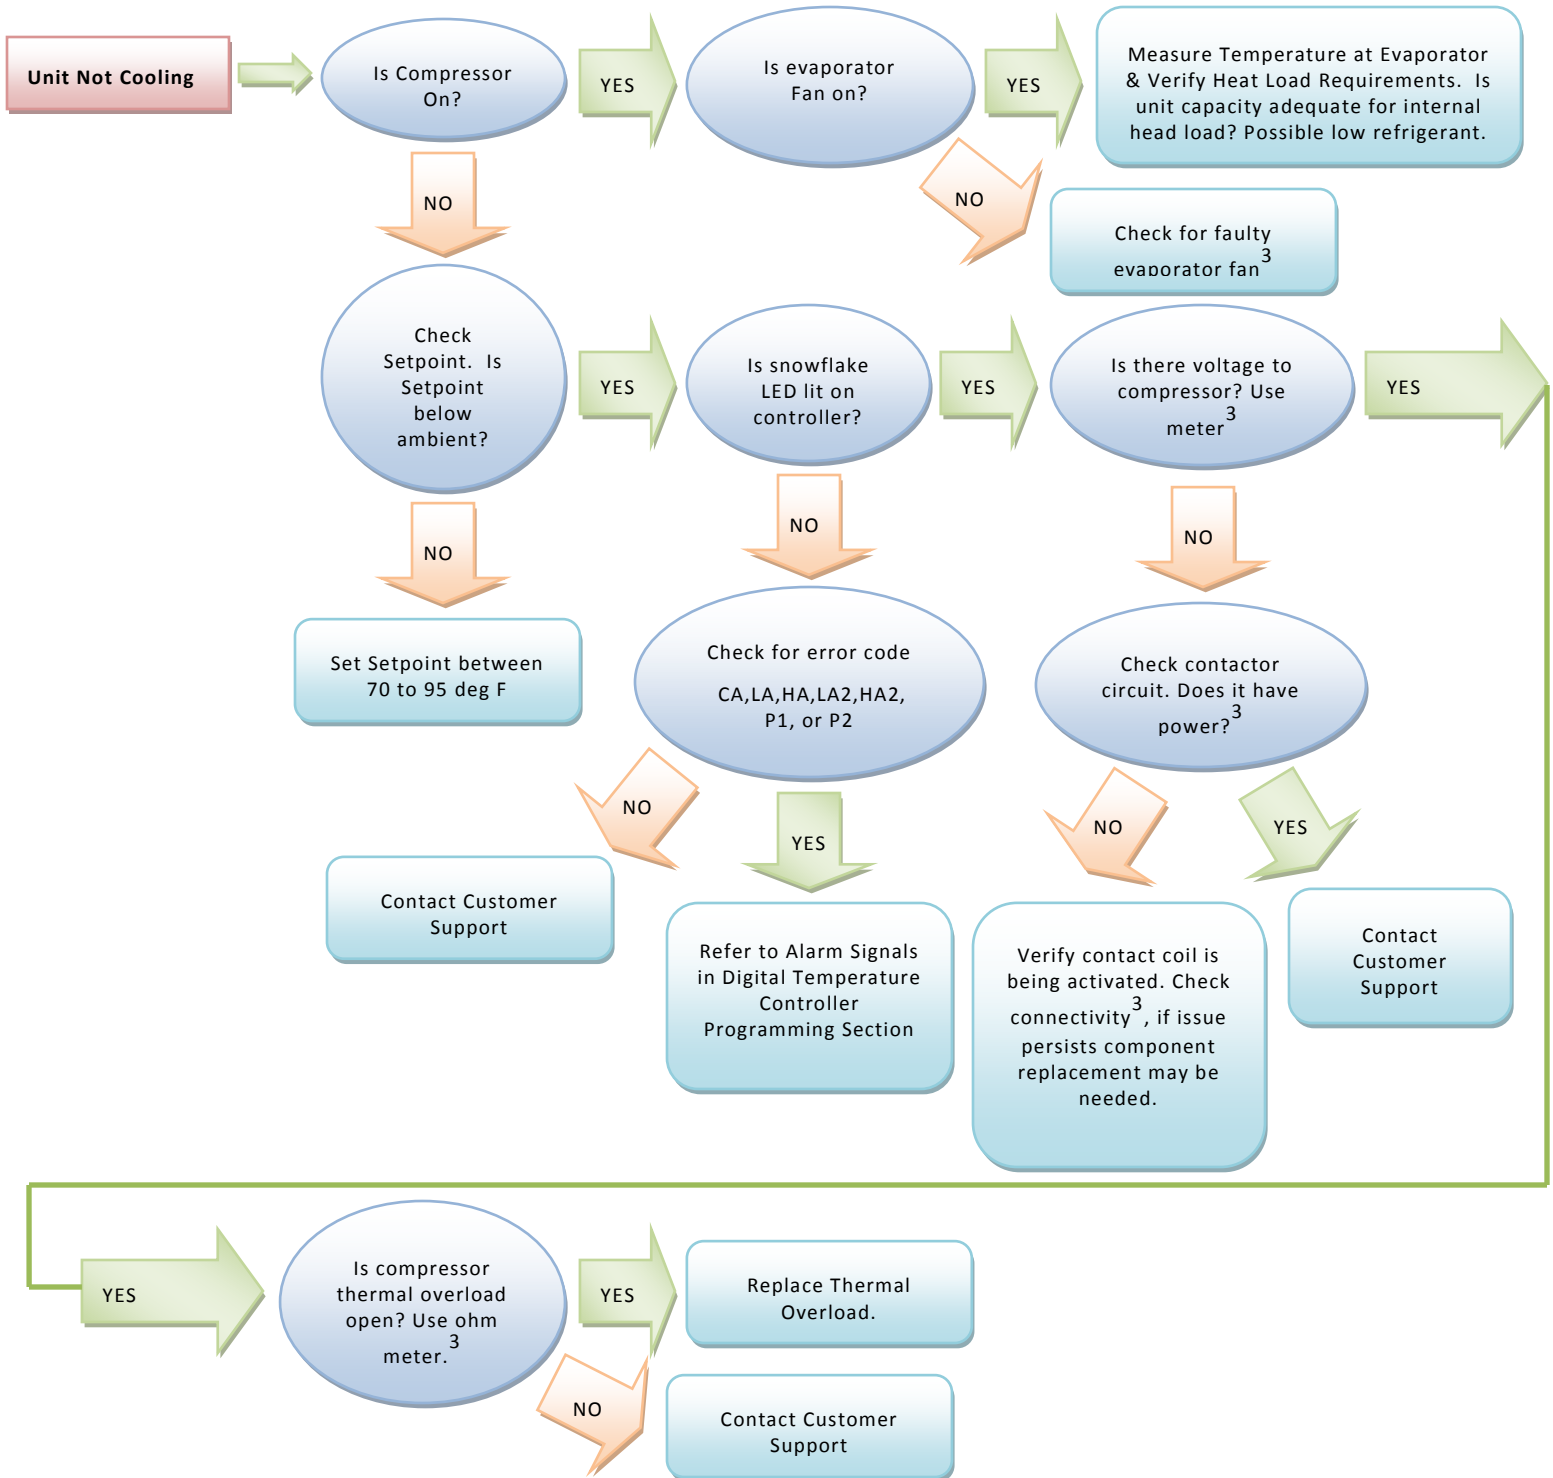 Unit Not Cooling
Is Compressor
On?
YES
Is evaporator
Fan on?
YES
Measure Temperature at Evaporator
& Verify Heat Load Requirements.  Is
unit capacity adequate for internal
head load? Possible low refrigerant.
NO
NO
Check for faulty
evaporator fan3
Check
Setpoint.  Is
Setpoint
below
ambient?
YES
Is snowflake
LED lit on
controller?
YES
Is there voltage to
compressor? Use
meter3
YES
NO
NO
NO
Set Setpoint between
70 to 95 deg F
Check for error code
CA,LA,HA,LA2,HA2,
P1, or P2
Check contactor
circuit. Does it have
power?3
NO
YES
NO
YES
Contact Customer
Support
Refer to Alarm Signals
in Digital Temperature
Controller
Programming Section
Verify contact coil is
being activated. Check
connectivity3, if issue
persists component
replacement may be
needed.
Contact
Customer
Support
YES
Is compressor
thermal overload
open? Use ohm
meter.3
YES
Replace Thermal
Overload.
NO
Contact Customer
Support